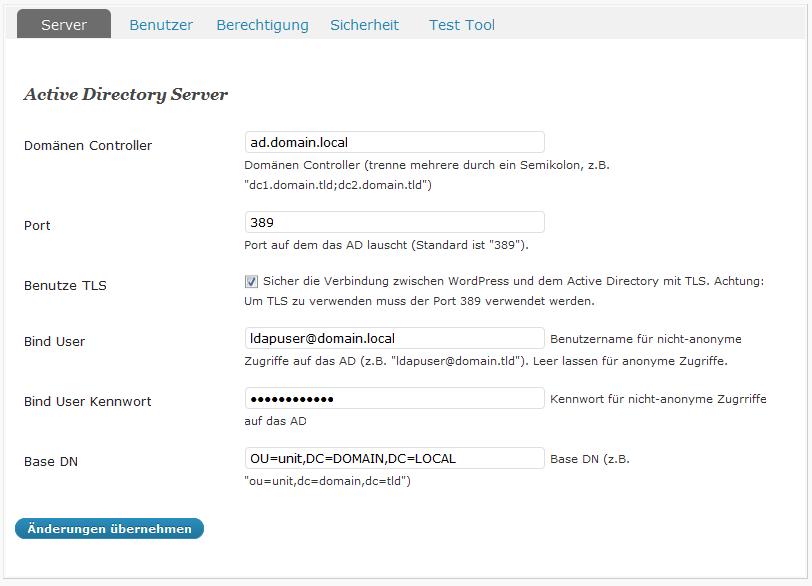 Server Benutzer Berechtigung Sicherheit Test Tool
Active Directory Server
Domänen Controller ad.domain.local
Domänen Controller (trenne mehrere durch ein Semikolon, z.B.
"dc1.domain.tld;dc2.domain.tld")
Port 389
Port auf dem das AD lauscht (Standard ist "389").
Benutze TLS Sicher die Verbindung zwischen WordPress und dem Active Directory mit TLS. Achtung:
Um TLS zu verwenden muss der Port 389 verwendet werden.
Bind User ldapuser@domain.local Benutzername für nicht-anonyme
Zugriffe auf das AD (z.B. "ldapuser@domain.tld"). Leer lassen für anonyme Zugriffe.
Bind User Kennwort ●●●●●●●●●●●● Kennwort für nicht-anonyme Zugrriffe
auf das AD
Base DN OU=unit,DC=DOMAIN,DC=LOCAL Base DN (z.B.
"ou=unit,dc=domain,dc=tld")
Änderungen übernehmen